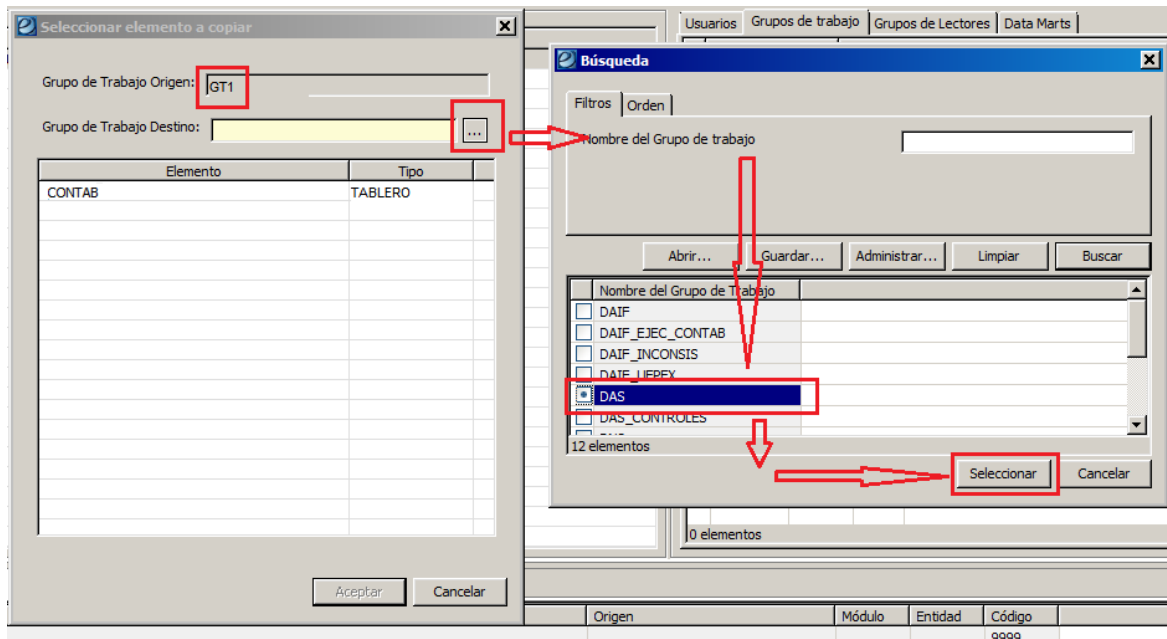 Seleccionar elemento a copiar
Grupo de Trabajo Origen: GT1
Grupo de Trabajo Destino: ...
Elemento Tipo
CONTAB TABLERO
Aceptar Cancelar
Usuarios Grupos de trabajo Grupos de Lectores Data Marts
Búsqueda
Filtros Orden
Nombre del Grupo de trabajo
Abrir... Guardar... Administrar... Limpiar Buscar
Nombre del Grupo de Trabajo
DAIF
DAIF_EJEC_CONTAB
DAIF_INCONSIS
DAIF_UEPEX
DAS
DAS_CONTROLES
12 elementos
Seleccionar Cancelar
0 elementos
Origen Módulo Entidad Código
9999